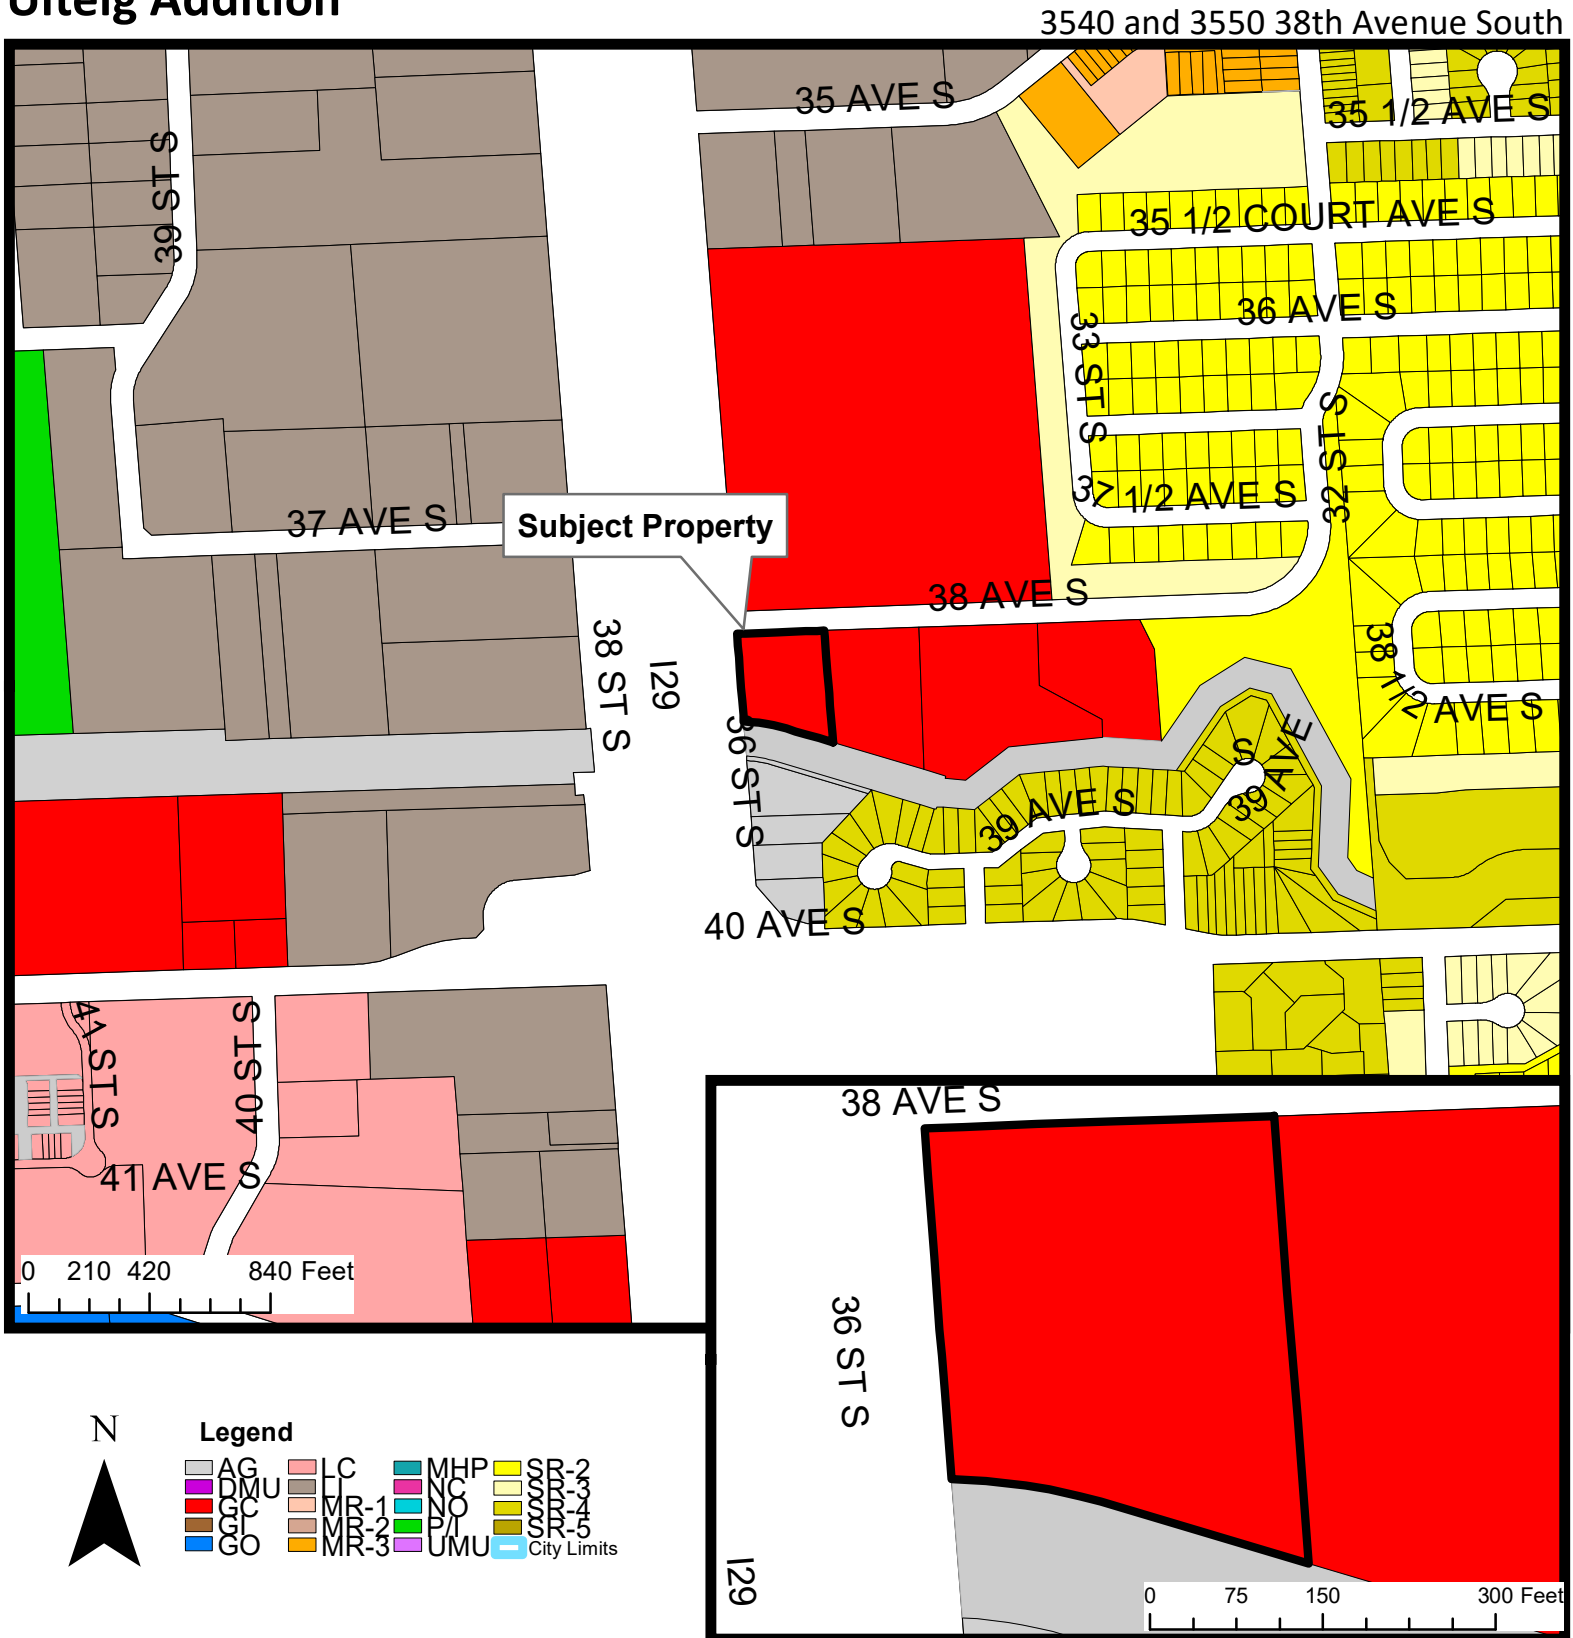 Ulteig Addition
3540 and 3550 38th Avenue South
35 AVE S
35 1/2 AVE S
39 ST S
35 1/2 COURT AVE S
36 AVE S
33 ST S
32 ST S
37 1/2 AVE S
37 AVE S
Subject Property
38 AVE S
38 ST S
I29
38 1/2 AVE S
36 ST S
39 AVE S
39 AVE S
40 AVE S
41 ST S
40 ST S
41 AVE S
0 210 420 840 Feet
38 AVE S
36 ST S
I29
0 75 150 300 Feet
N
Legend
AG LC MHP SR-2
DMU LI NC SR-3
GC MR-1 NO SR-4
GI MR-2 P/I SR-5
GO MR-3 UMU City Limits